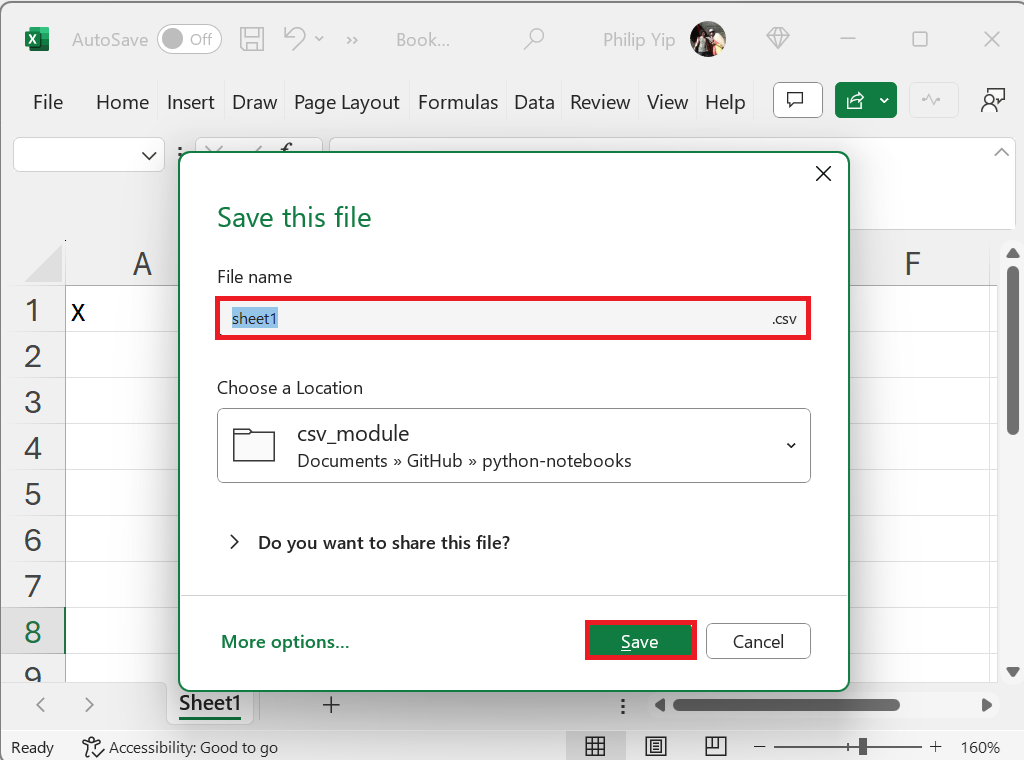 AutoSave Off Book... Philip Yip
File Home Insert Draw Page Layout Formulas Data Review View Help
Save this file
A F
File name
1 x
sheet1 .csv
2
Choose a Location
3
csv_module
4
Documents » GitHub » python-notebooks
5
6 Do you want to share this file?
7
8 More options... Save Cancel
9
Sheet1
Ready Accessibility: Good to go 160%